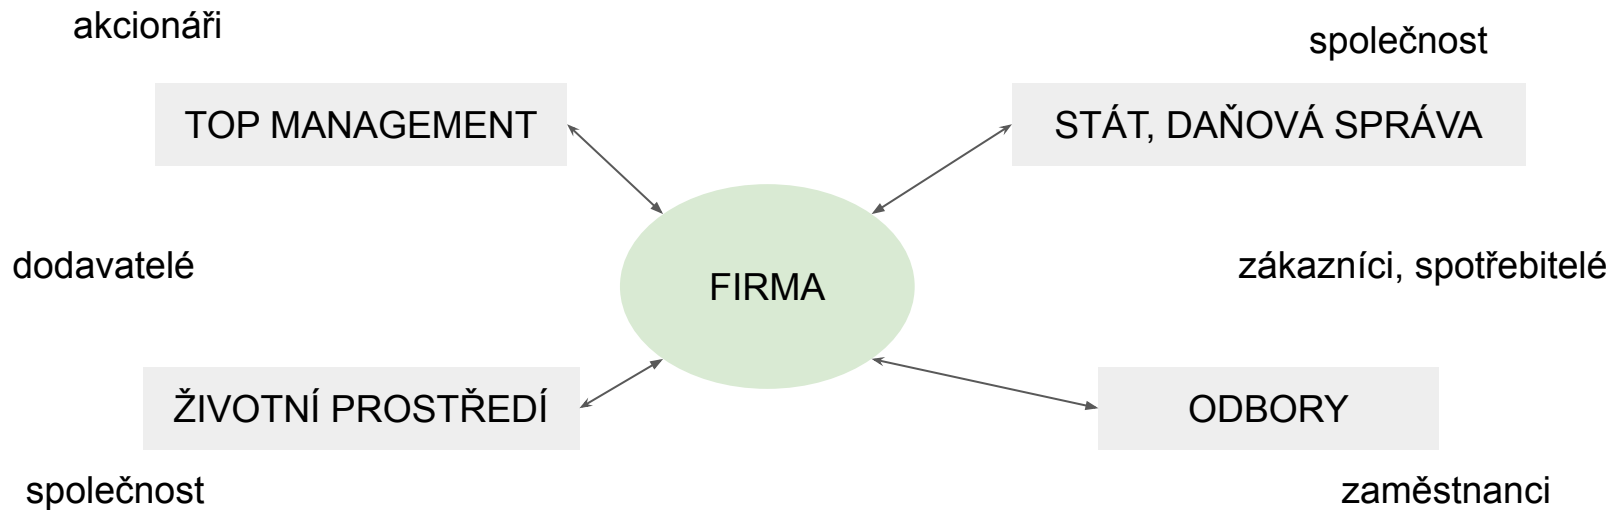 akcionáři
společnost
TOP MANAGEMENT
STÁT, DAŇOVÁ SPRÁVA
dodavatelé
FIRMA
zákazníci, spotřebitelé
ŽIVOTNÍ PROSTŘEDÍ
ODBORY
společnost
zaměstnanci